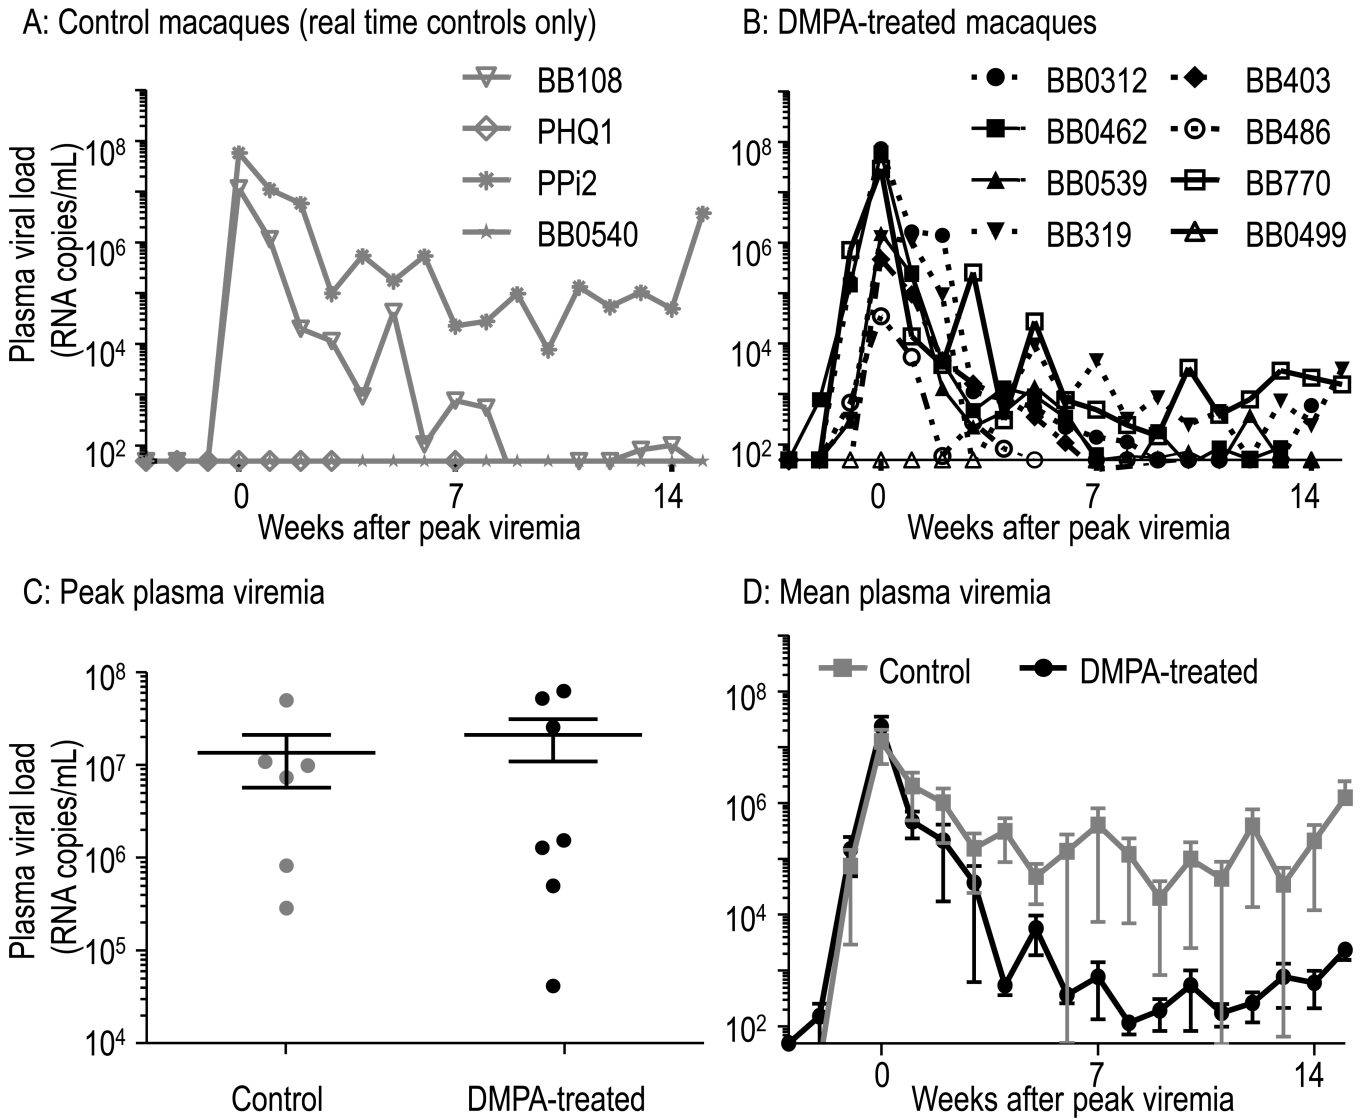 A: Control macaques (real time controls only)
BB108
PHQ1
PPi2
BB0540
Plasma viral load
(RNA copies/mL)
10^8
10^6
10^4
10^2
0 7 14
Weeks after peak viremia
B: DMPA-treated macaques
BB0312 BB403
BB0462 BB486
BB0539 BB770
BB319 BB0499
10^8
10^6
10^4
10^2
0 7 14
Weeks after peak viremia
C: Peak plasma viremia
Plasma viral load
(RNA copies/mL)
10^8
10^7
10^6
10^5
10^4
Control DMPA-treated
D: Mean plasma viremia
Control DMPA-treated
10^8
10^6
10^4
10^2
0 7 14
Weeks after peak viremia